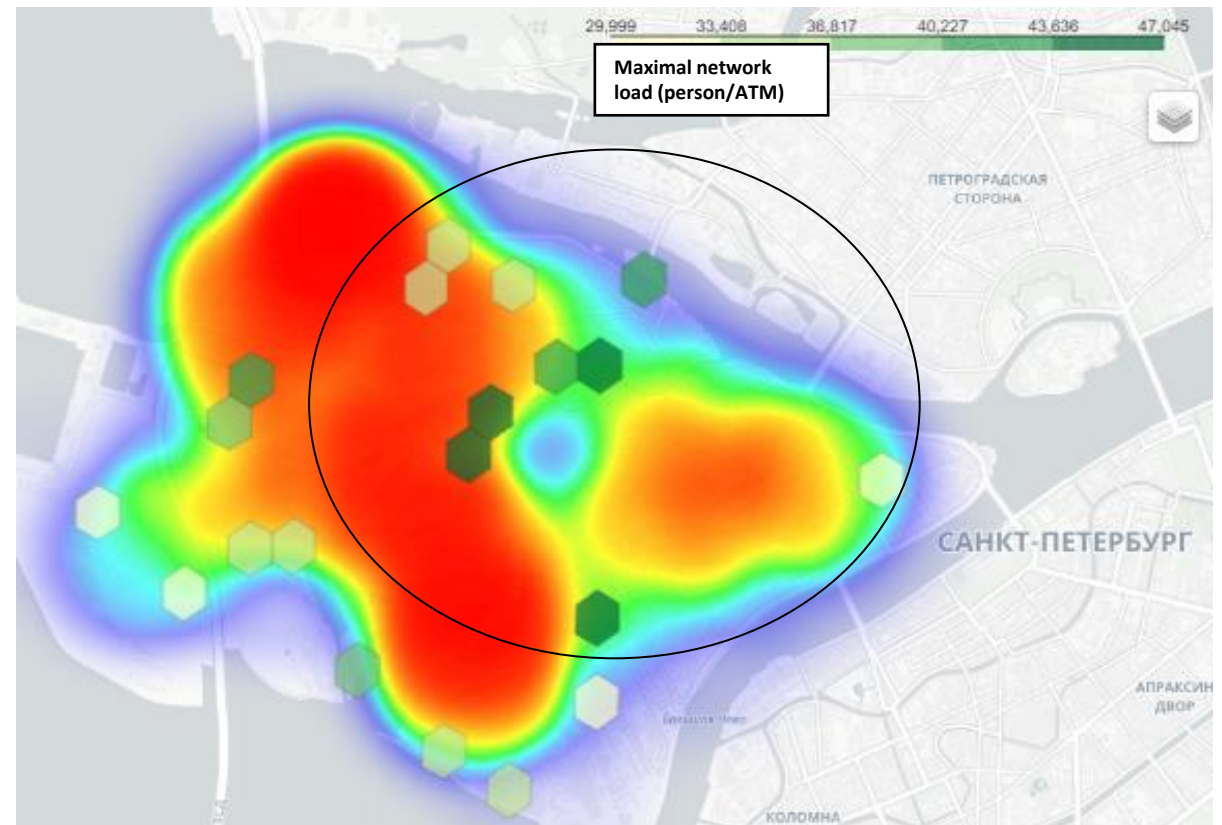 29,999 33,408 36,817 40,227 43,636 47,045
Maximal network
load (person/ATM)
ПЕТРОГРАДСКАЯ
СТОРОНА
САНКТ-ПЕТЕРБУРГ
АПРАКСИН
ДВОР
КОЛОМНА